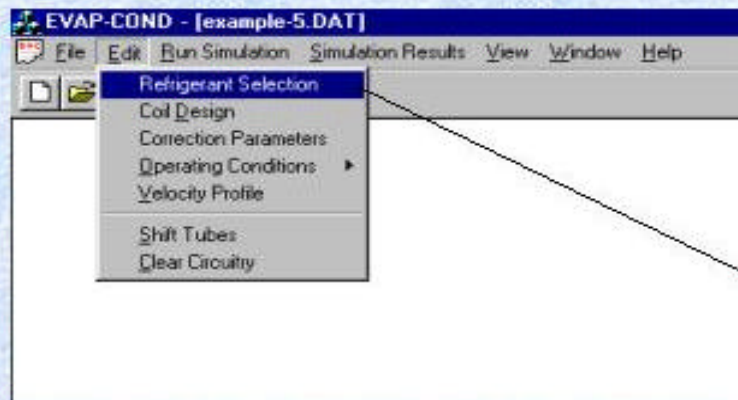 EVAP-COND - [example-5.DAT]
File Edit Run Simulation Simulation Results View Window Help
Refrigerant Selection
Coil Design
Correction Parameters
Operating Conditions
Velocity Profile
Shift Tubes
Clear Circuitry